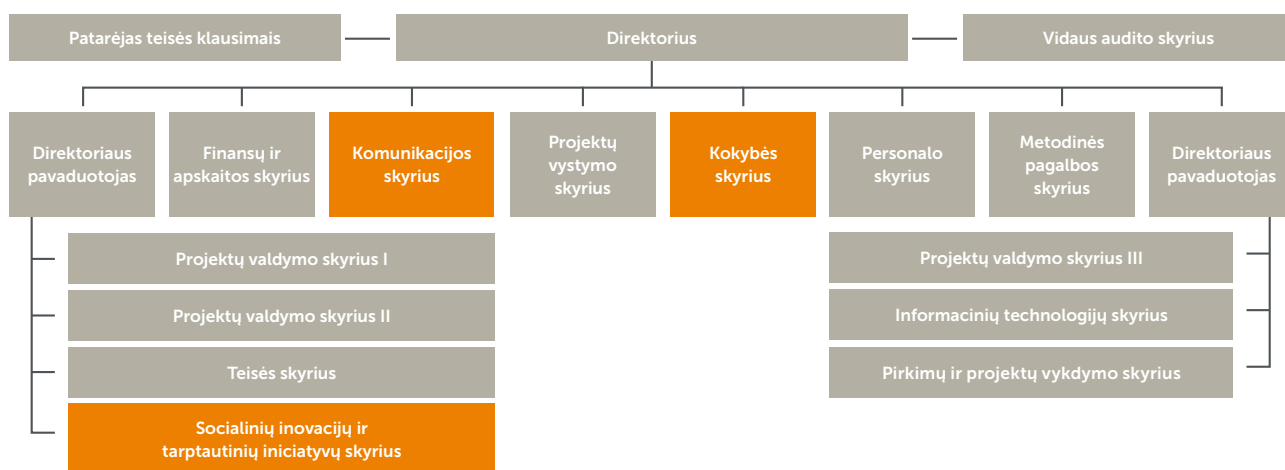 Patarėjas teisės klausimais
Direktorius
Vidaus audito skyrius
Direktoriaus
pavaduotojas
Finansų ir
apskaitos skyrius
Komunikacijos
skyrius
Projektų
vystymo
skyrius
Kokybės
skyrius
Personalo
skyrius
Metodinės
pagalbos
skyrius
Direktoriaus
pavaduotojas
Projektų valdymo skyrius I
Projektų valdymo skyrius II
Teisės skyrius
Socialinių inovacijų ir
tarptautinių iniciatyvų skyrius
Projektų valdymo skyrius III
Informacinių technologijų skyrius
Pirkimų ir projektų vykdymo skyrius